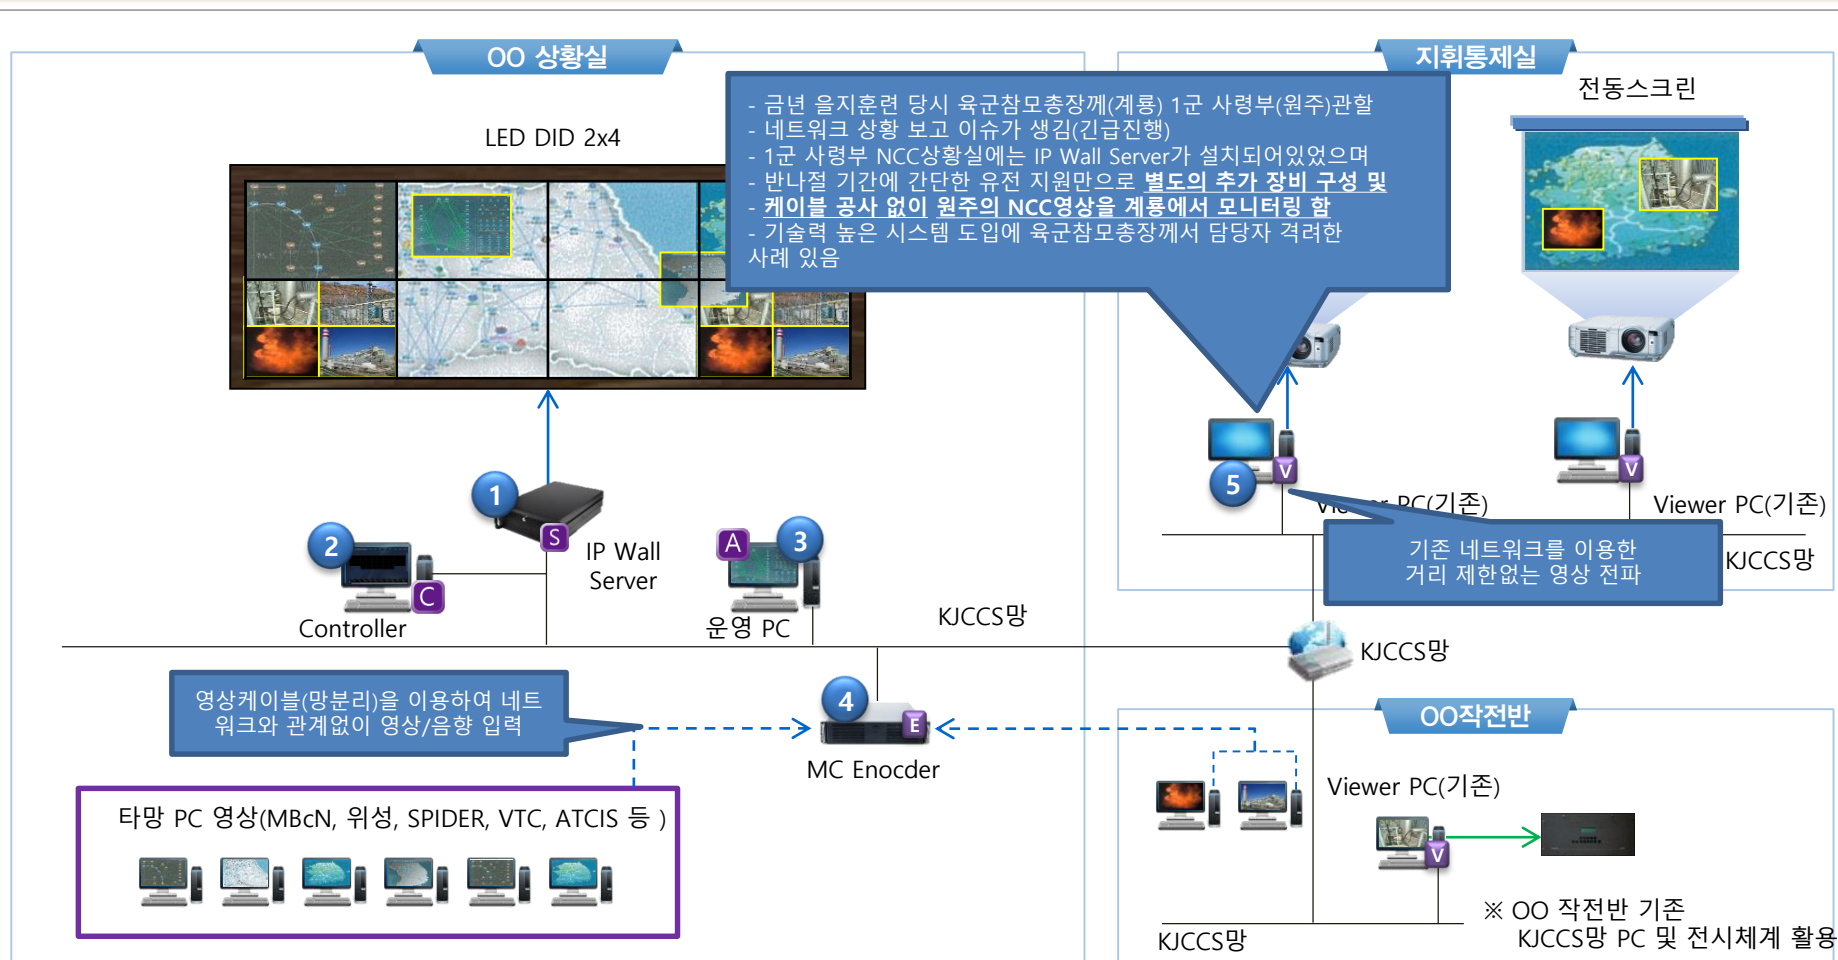 OO 상황실
지휘통제실
전동스크린
- 금년 을지훈련 당시 육군참모총장께(계룡) 1군 사령부(원주)관할
- 네트워크 상황 보고 이슈가 생김(긴급진행)
- 1군 사령부 NCC상황실에는 IP Wall Server가 설치되어있었으며
- 반나절 기간에 간단한 유전 지원만으로 별도의 추가 장비 구성 및
- 케이블 공사 없이 원주의 NCC영상을 계룡에서 모니터링 함
- 기술력 높은 시스템 도입에 육군참모총장께서 담당자 격려한
사례 있음
LED DID 2x4
1
S
IP Wall
Server
2
C
Controller
A
3
운영 PC
KJCCS망
5
V
(기존)
V
Viewer PC(기존)
기존 네트워크를 이용한
거리 제한없는 영상 전파
KJCCS망
KJCCS망
영상케이블(망분리)을 이용하여 네트
워크와 관계없이 영상/음향 입력
4
E
MC Enocder
타망 PC 영상(MBcN, 위성, SPIDER, VTC, ATCIS 등 )
OO작전반
Viewer PC(기존)
V
※ OO 작전반 기존
KJCCS망 PC 및 전시체계 활용
KJCCS망